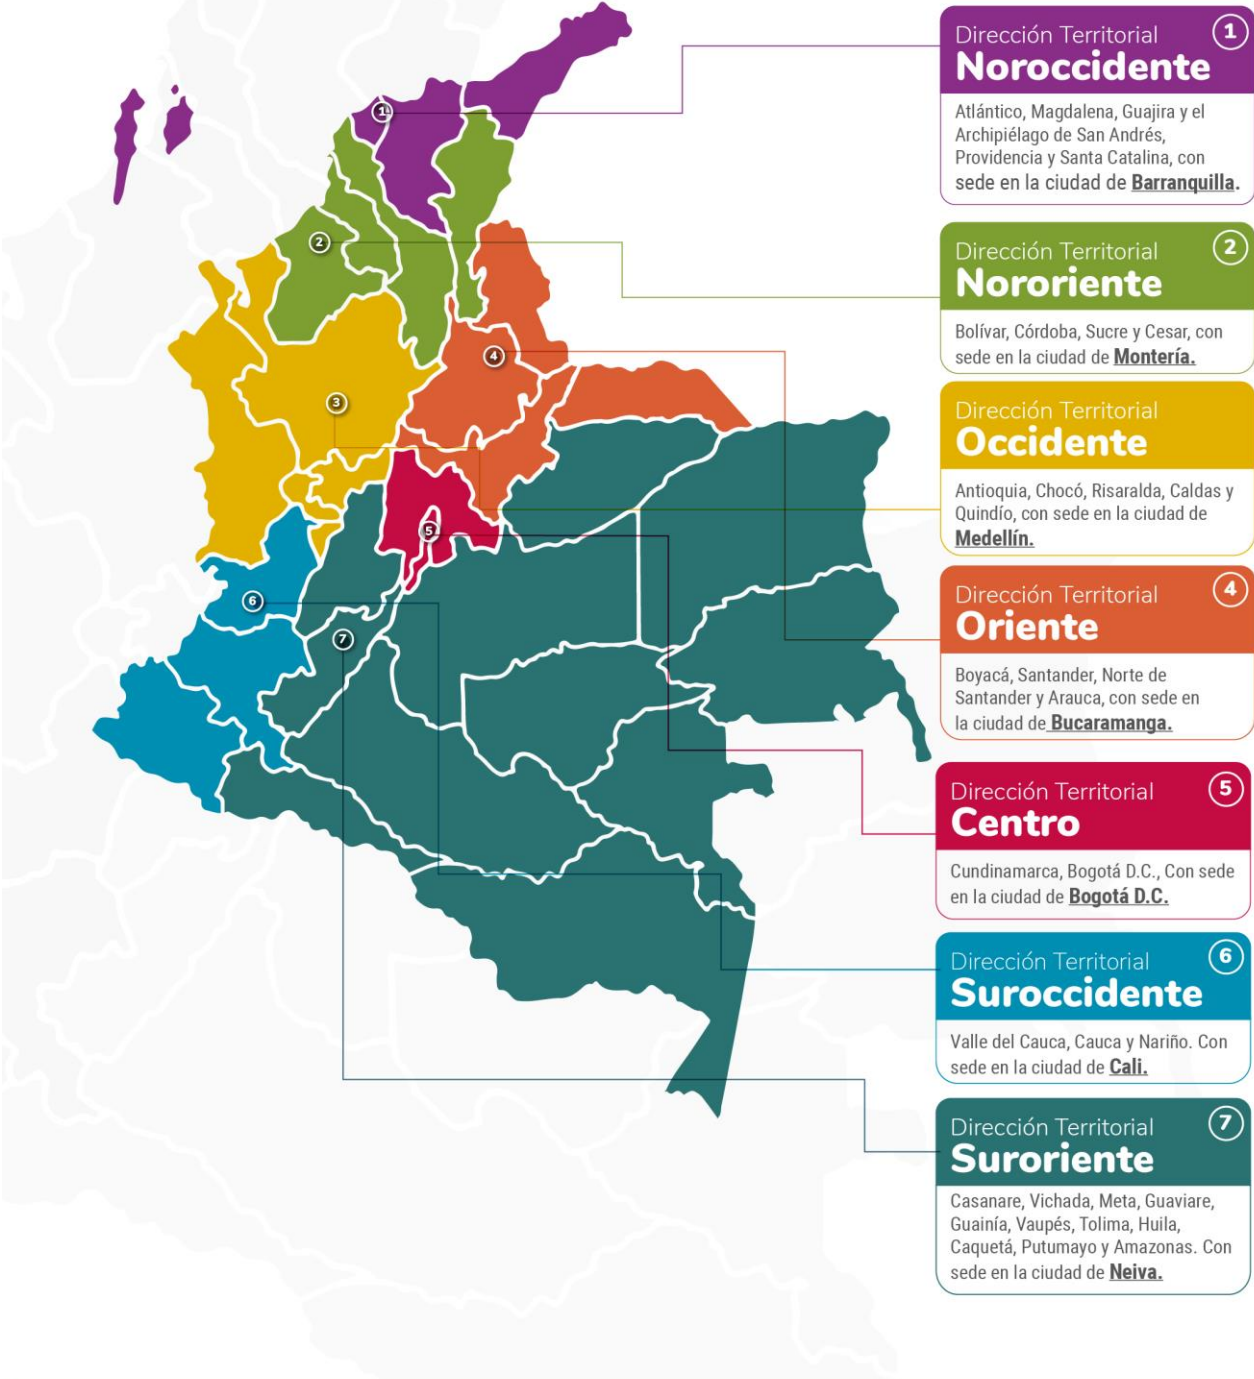 Dirección Territorial 1
Noroccidente
Atlántico, Magdalena, Guajira y el
Archipiélago de San Andrés,
Providencia y Santa Catalina, con
sede en la ciudad de Barranquilla.
Dirección Territorial 2
Nororiente
Bolívar, Córdoba, Sucre y Cesar, con
sede en la ciudad de Montería.
Dirección Territorial
Occidente
Antioquia, Chocó, Risaralda, Caldas y
Quindío, con sede en la ciudad de
Medellín.
Dirección Territorial 4
Oriente
Boyacá, Santander, Norte de
Santander y Arauca, con sede en
la ciudad de Bucaramanga.
Dirección Territorial 5
Centro
Cundinamarca, Bogotá D.C., Con sede
en la ciudad de Bogotá D.C.
Dirección Territorial 6
Suroccidente
Valle del Cauca, Cauca y Nariño. Con
sede en la ciudad de Cali.
Dirección Territorial 7
Suroriente
Casanare, Vichada, Meta, Guaviare,
Guainía, Vaupés, Tolima, Huila,
Caquetá, Putumayo y Amazonas. Con
sede en la ciudad de Neiva.
1
2
4
3
5
6
7